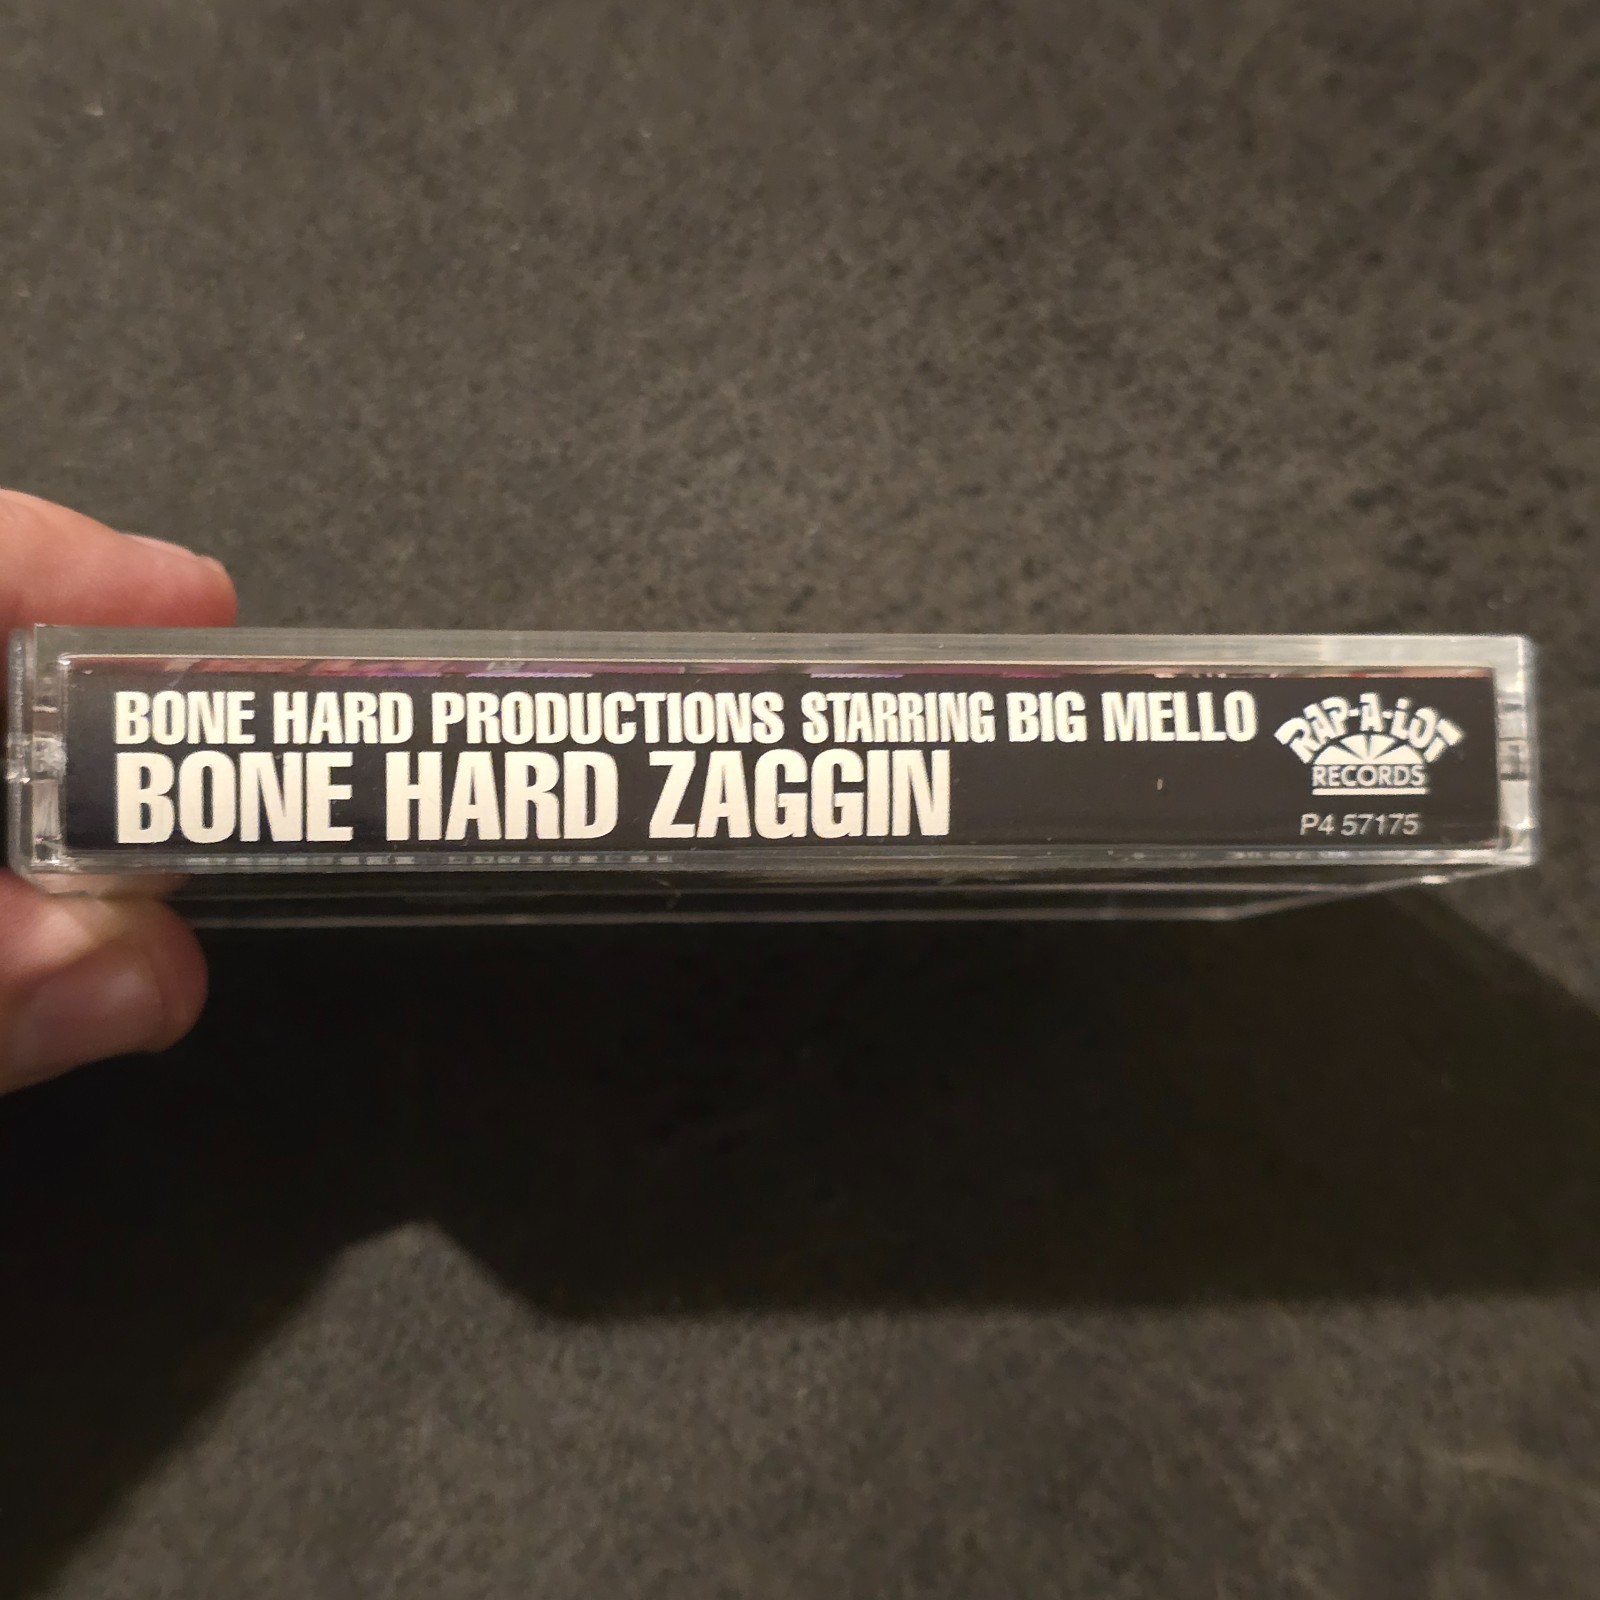 BONE HARD PRODUCTIONS STARRING BIG MELLO
BONE HARD ZAGGIN
RAP-A-LOT
RECORDS
P4 57175